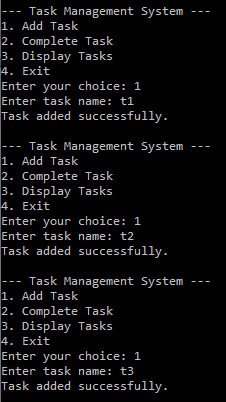 --- Task Management System ---
1. Add Task
2. Complete Task
3. Display Tasks
4. Exit
Enter your choice: 1
Enter task name: t1
Task added successfully.

--- Task Management System ---
1. Add Task
2. Complete Task
3. Display Tasks
4. Exit
Enter your choice: 1
Enter task name: t2
Task added successfully.

--- Task Management System ---
1. Add Task
2. Complete Task
3. Display Tasks
4. Exit
Enter your choice: 1
Enter task name: t3
Task added successfully.